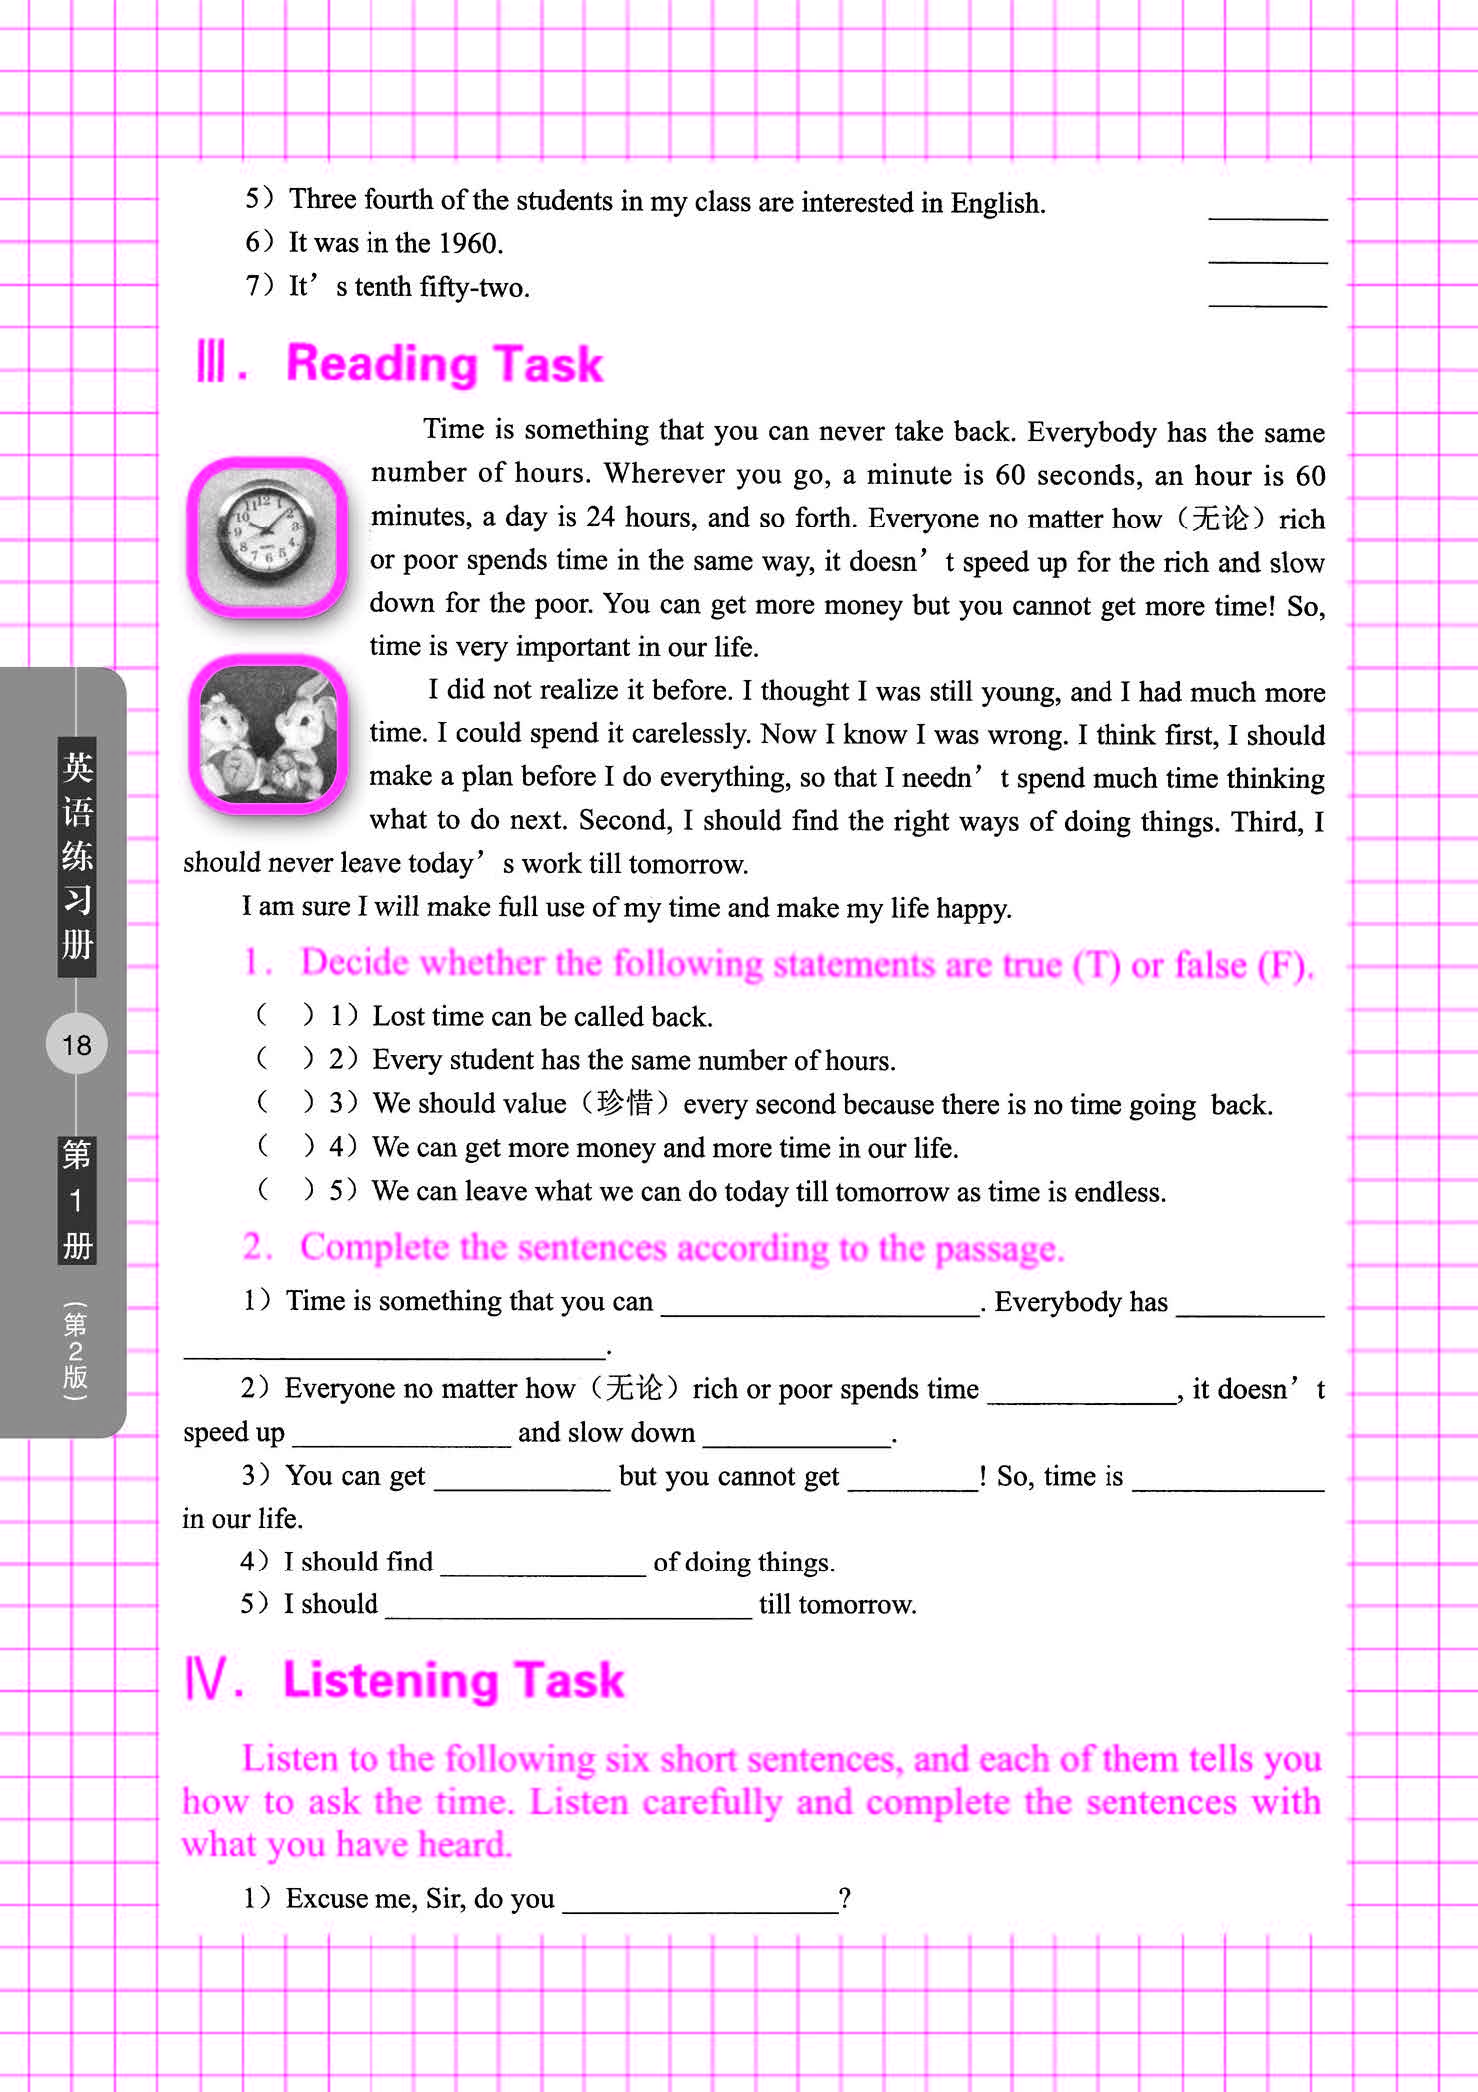 5）Three fourth of the students in my class are interested in English. ________
6）It was in the 1960. ________
7）It’s tenth fifty-two. ________
Ⅲ. Reading Task
Time is something that you can never take back. Everybody has the same
number of hours. Wherever you go, a minute is 60 seconds, an hour is 60
minutes, a day is 24 hours, and so forth. Everyone no matter how（无论）rich
or poor spends time in the same way, it doesn’t speed up for the rich and slow
down for the poor. You can get more money but you cannot get more time! So,
time is very important in our life.
I did not realize it before. I thought I was still young, and I had much more
time. I could spend it carelessly. Now I know I was wrong. I think first, I should
make a plan before I do everything, so that I needn’t spend much time thinking
what to do next. Second, I should find the right ways of doing things. Third, I
should never leave today’s work till tomorrow.
I am sure I will make full use of my time and make my life happy.
1. Decide whether the following statements are true (T) or false (F).
（　）1）Lost time can be called back.
（　）2）Every student has the same number of hours.
（　）3）We should value（珍惜）every second because there is no time going back.
（　）4）We can get more money and more time in our life.
（　）5）We can leave what we can do today till tomorrow as time is endless.
2. Complete the sentences according to the passage.
1）Time is something that you can ____________________. Everybody has __________
____________________________.
2）Everyone no matter how（无论）rich or poor spends time ____________, it doesn’t
speed up ______________ and slow down ____________.
3）You can get ___________ but you cannot get ________! So, time is ____________
in our life.
4）I should find _____________ of doing things.
5）I should _______________________ till tomorrow.
Ⅳ. Listening Task
Listen to the following six short sentences, and each of them tells you
how to ask the time. Listen carefully and complete the sentences with
what you have heard.
1）Excuse me, Sir, do you __________________?
英语练习册
18
第1册
（第2版）